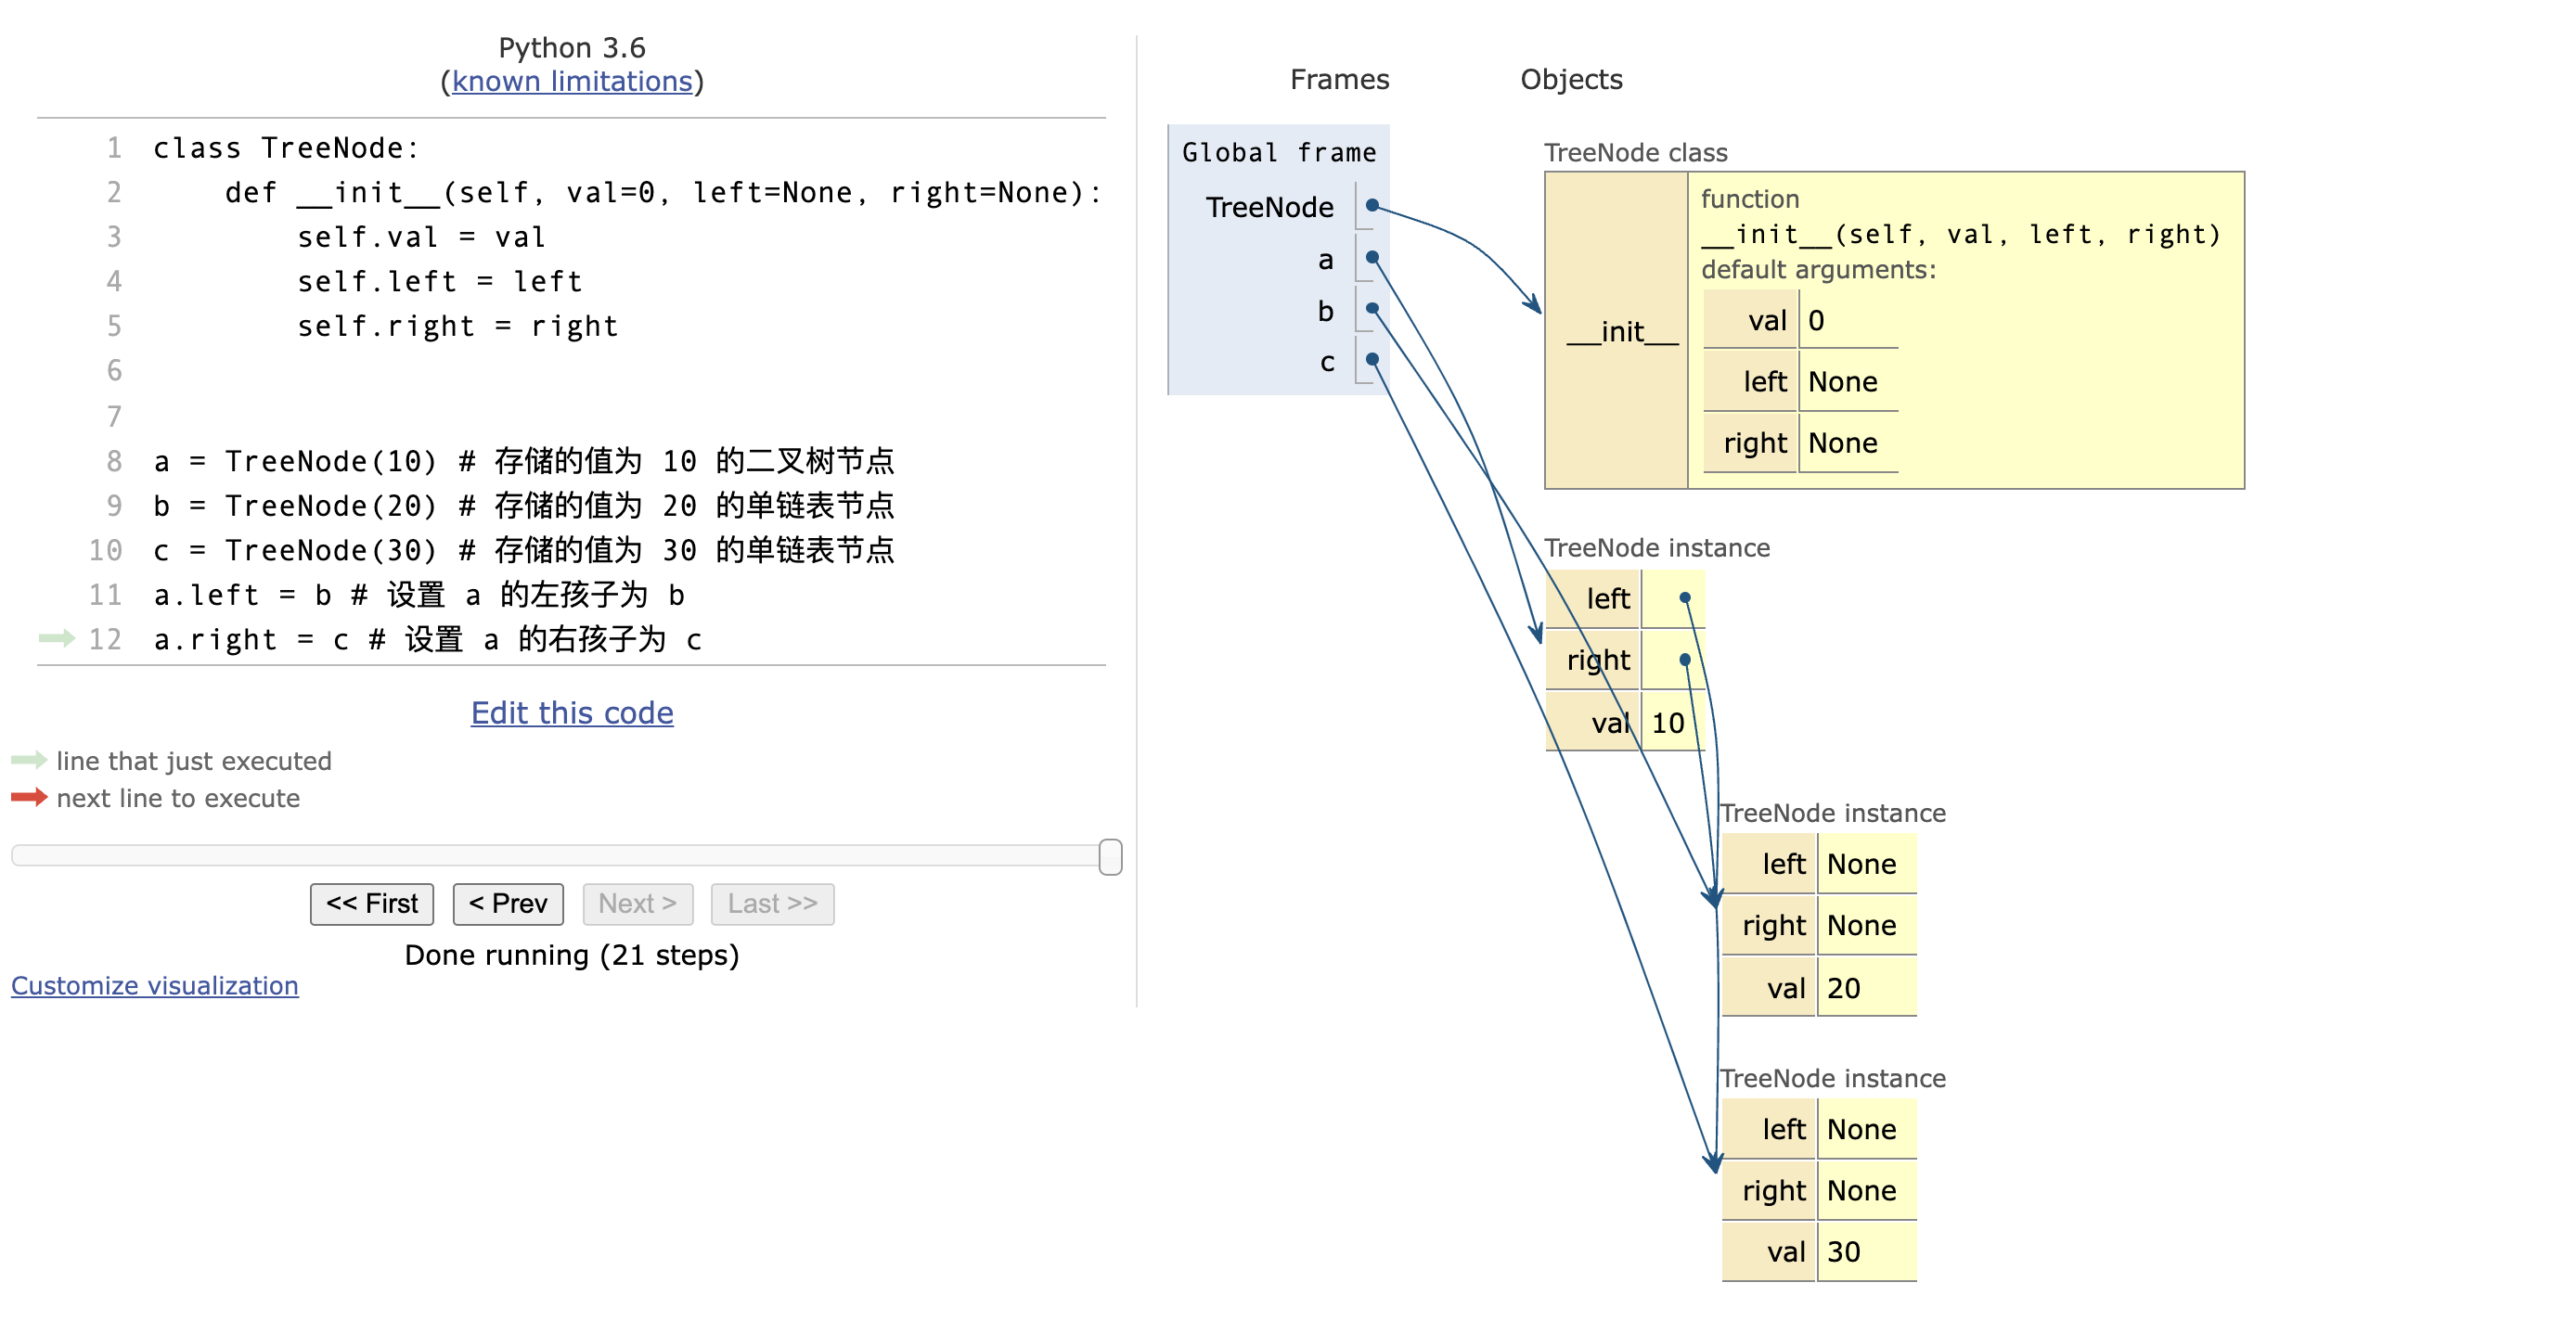 Python 3.6
(known limitations)
1 class TreeNode:
2 def __init__(self, val=0, left=None, right=None):
3 self.val = val
4 self.left = left
5 self.right = right
6
7
8 a = TreeNode(10) # 存储的值为 10 的二叉树节点
9 b = TreeNode(20) # 存储的值为 20 的单链表节点
10 c = TreeNode(30) # 存储的值为 30 的单链表节点
11 a.left = b # 设置 a 的左孩子为 b
12 a.right = c # 设置 a 的右孩子为 c
Edit this code
line that just executed
next line to execute
<< First < Prev Next > Last >>
Done running (21 steps)
Customize visualization
Frames Objects
Global frame
TreeNode
a
b
c
TreeNode class
__init__
function
__init__(self, val, left, right)
default arguments:
val 0
left None
right None
TreeNode instance
left
right
val 10
TreeNode instance
left None
right None
val 20
TreeNode instance
left None
right None
val 30